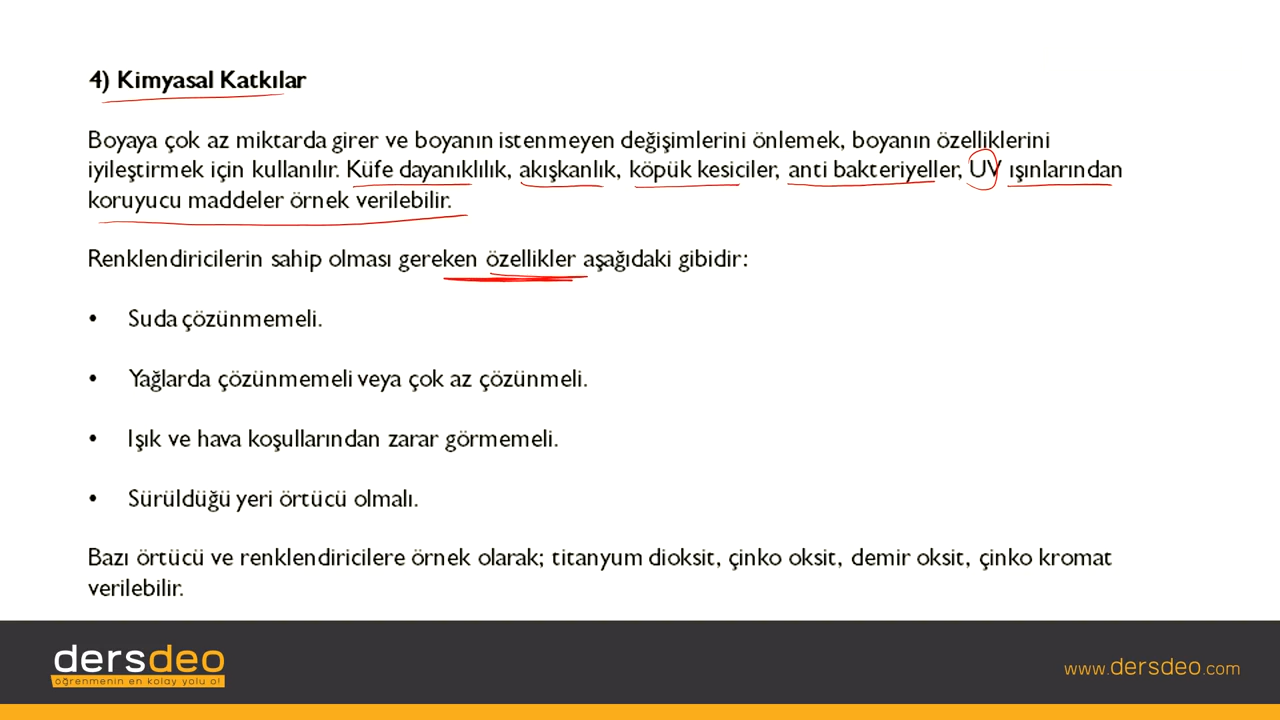 4) Kimyasal Katkılar
Boyaya çok az miktarda girer ve boyanın istenmeyen değişimlerini önlemek, boyanın özelliklerini
iyileştirmek için kullanılır. Küfe dayanıklılık, akışkanlık, köpük kesiciler, anti bakteriyeller, UV ışınlarından
koruyucu maddeler örnek verilebilir.
Renklendiricilerin sahip olması gereken özellikler aşağıdaki gibidir:
• Suda çözünmemeli.
• Yağlarda çözünmemeli veya çok az çözünmeli.
• Işık ve hava koşullarından zarar görmemeli.
• Sürüldüğü yeri örtücü olmalı.
Bazı örtücü ve renklendiricilere örnek olarak; titanyum dioksit, çinko oksit, demir oksit, çinko kromat
verilebilir.
dersdeo
öğrenmenin en kolay yolu o!
www.dersdeo.com